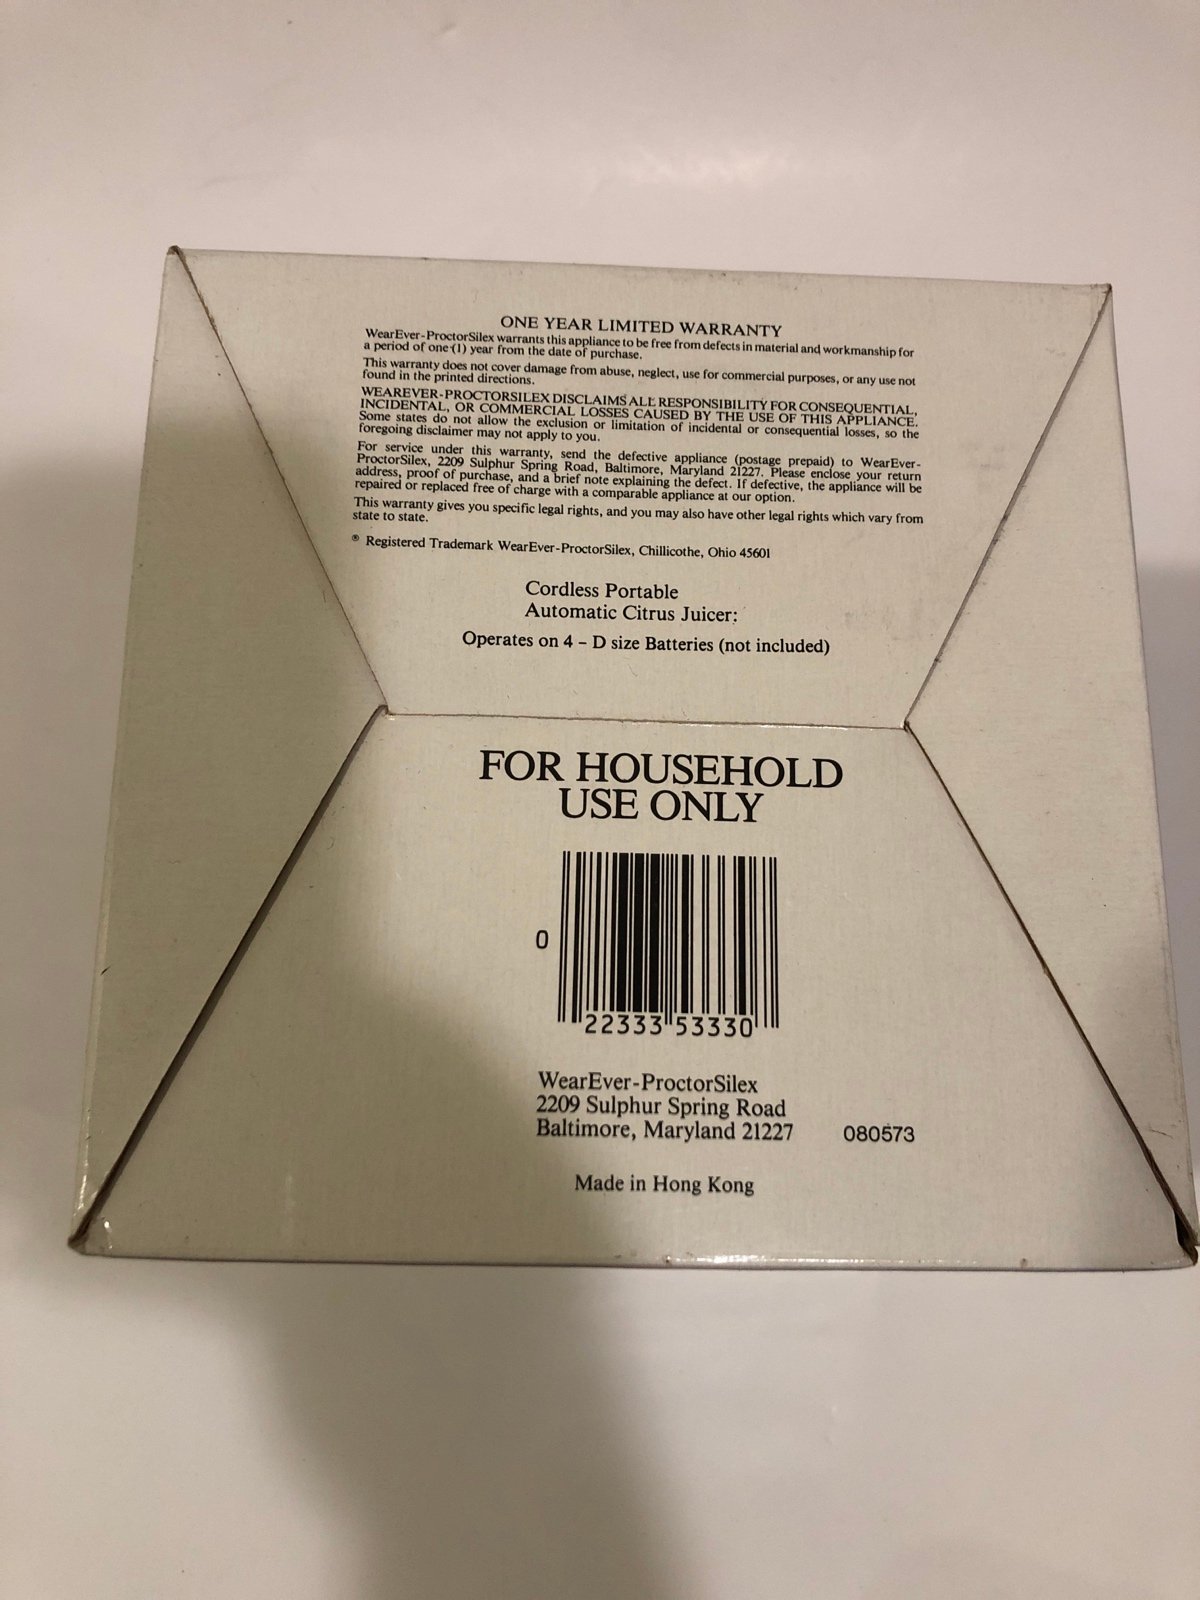 ONE YEAR LIMITED WARRANTY
WearEver-ProctorSilex warrants this appliance to be free from defects in material and workmanship for
a period of one (1) year from the date of purchase.
This warranty does not cover damage from abuse, neglect, use for commercial purposes, or any use not
found in the printed directions.
WEAREVER-PROCTORSILEX DISCLAIMS ALL RESPONSIBILITY FOR CONSEQUENTIAL,
INCIDENTAL, OR COMMERCIAL LOSSES CAUSED BY THE USE OF THIS APPLIANCE.
Some states do not allow the exclusion or limitation of incidental or consequential losses, so the
foregoing disclaimer may not apply to you.
For service under this warranty, send the defective appliance (postage prepaid) to WearEver-
ProctorSilex, 2209 Sulphur Spring Road, Baltimore, Maryland 21227. Please enclose your return
address, proof of purchase, and a brief note explaining the defect. If defective, the appliance will be
repaired or replaced free of charge with a comparable appliance at our option.
This warranty gives you specific legal rights, and you may also have other legal rights which vary from
state to state.
® Registered Trademark WearEver-ProctorSilex, Chillicothe, Ohio 45601
Cordless Portable
Automatic Citrus Juicer:
Operates on 4 – D size Batteries (not included)
FOR HOUSEHOLD
USE ONLY
0 22333 53330
WearEver-ProctorSilex
2209 Sulphur Spring Road
Baltimore, Maryland 21227 080573
Made in Hong Kong